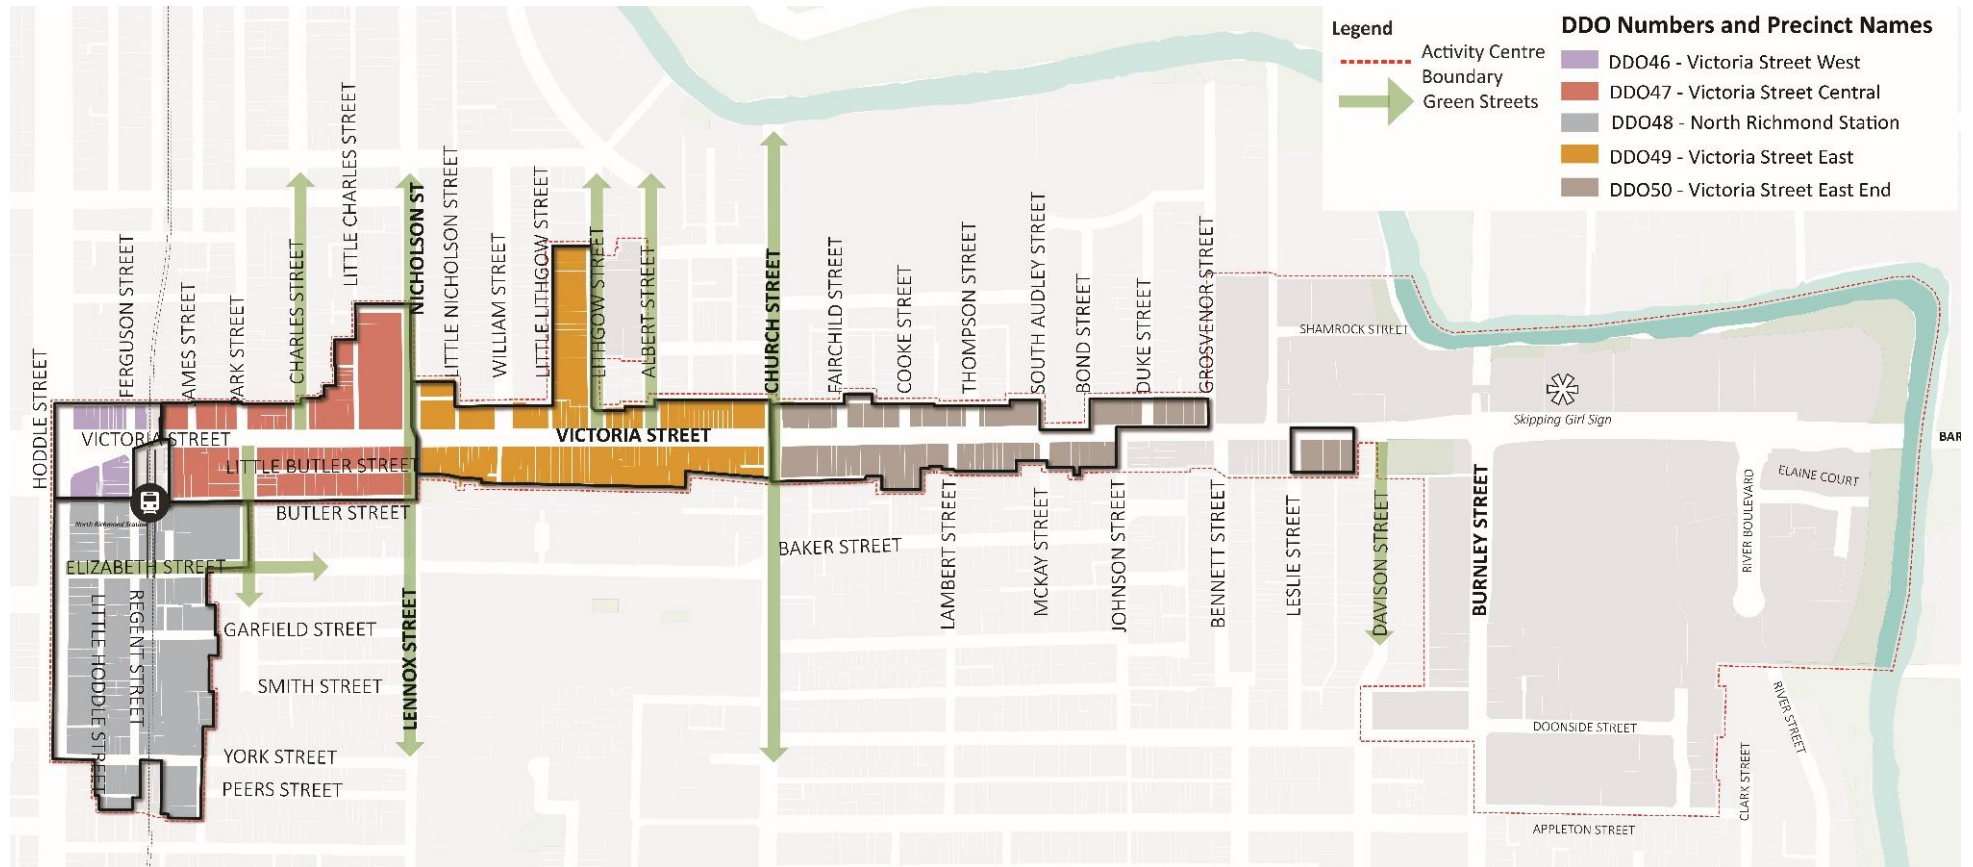 Legend
Activity Centre
Boundary
Green Streets
DDO Numbers and Precinct Names
DDO46 - Victoria Street West
DDO47 - Victoria Street Central
DDO48 - North Richmond Station
DDO49 - Victoria Street East
DDO50 - Victoria Street East End
HODDLE STREET
FERGUSON STREET
JAMES STREET
PARK STREET
CHARLES STREET
LITTLE CHARLES STREET
NICHOLSON ST
LITTLE NICHOLSON STREET
WILLIAM STREET
LITTLE LITHGOW STREET
LITHGOW STREET
ALBERT STREET
CHURCH STREET
FAIRCHILD STREET
COOKE STREET
THOMPSON STREET
SOUTH AUDLEY STREET
BOND STREET
DUKE STREET
GROSVENOR STREET
SHAMROCK STREET
Skipping Girl Sign
VICTORIA STREET
VICTORIA STREET
BAR
LITTLE BUTLER STREET
North Richmond Station
BUTLER STREET
ELIZABETH STREET
BAKER STREET
ELAINE COURT
RIVER BOULEVARD
LITTLE HODDLE STREET
REGENT STREET
GARFIELD STREET
SMITH STREET
LENNOX STREET
LAMBERT STREET
MCKAY STREET
JOHNSON STREET
BENNETT STREET
LESLIE STREET
DAVISON STREET
BURNLEY STREET
YORK STREET
PEERS STREET
DOONSIDE STREET
RIVER STREET
CLARK STREET
APPLETON STREET